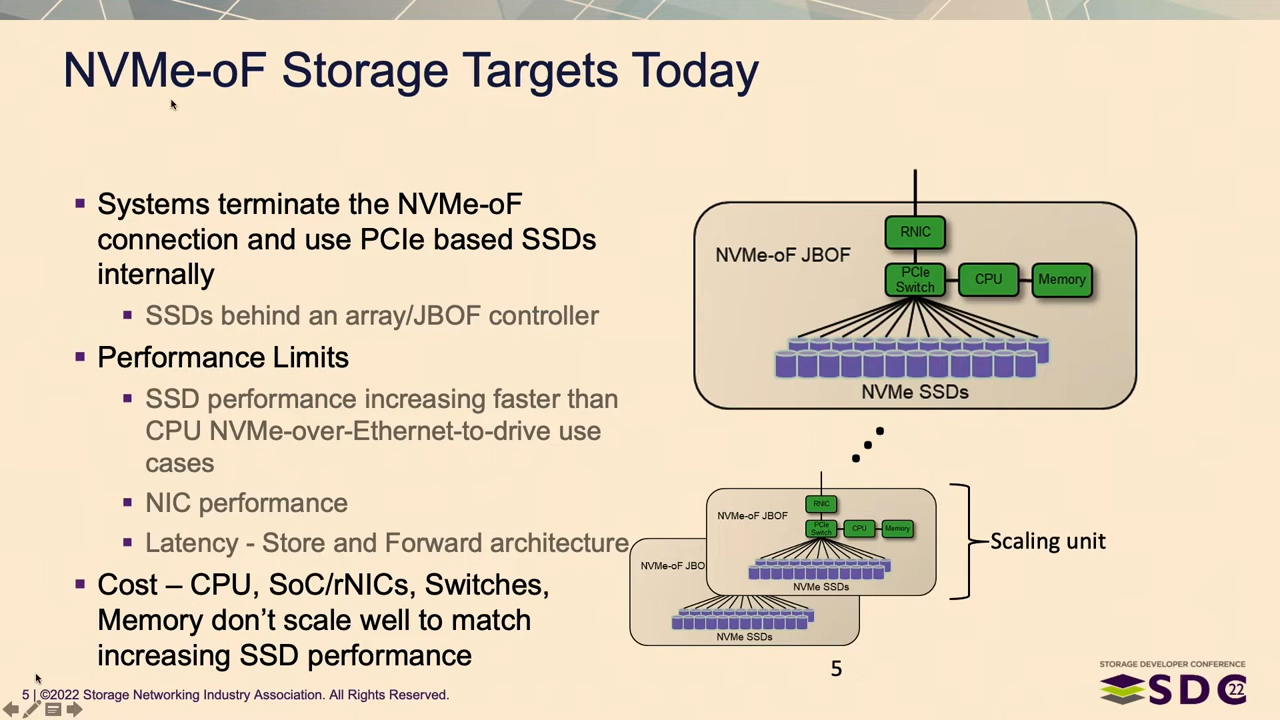 NVMe-oF Storage Targets Today
▪ Systems terminate the NVMe-oF
connection and use PCIe based SSDs
internally
▪ SSDs behind an array/JBOF controller
▪ Performance Limits
▪ SSD performance increasing faster than
CPU NVMe-over-Ethernet-to-drive use
cases
▪ NIC performance
▪ Latency - Store and Forward architecture
▪ Cost – CPU, SoC/rNICs, Switches,
Memory don’t scale well to match
increasing SSD performance
RNIC
NVMe-oF JBOF
PCIe
Switch
CPU
Memory
NVMe SSDs
RNIC
NVMe-oF JBOF
PCIe
Switch
CPU
Memory
NVMe SSDs
Scaling unit
NVMe-oF JBO
NVMe SSDs
5
5 | ©2022 Storage Networking Industry Association. All Rights Reserved.
STORAGE DEVELOPER CONFERENCE
SDC 22